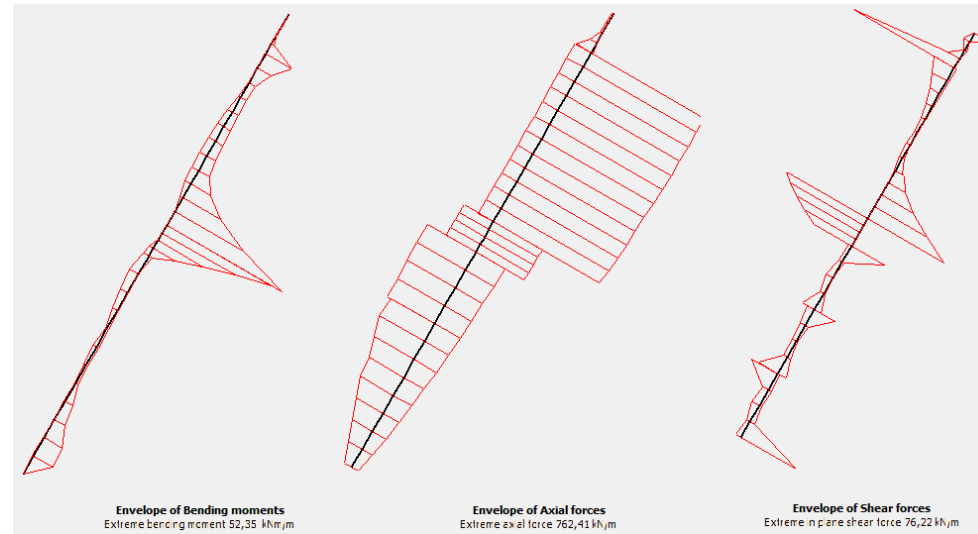 Envelope of Bending moments
Extreme bending moment 52,35 kNm/m
Envelope of Axial forces
Extreme axial force 762,41 kN/m
Envelope of Shear forces
Extreme in plane shear force 76,22 kN/m